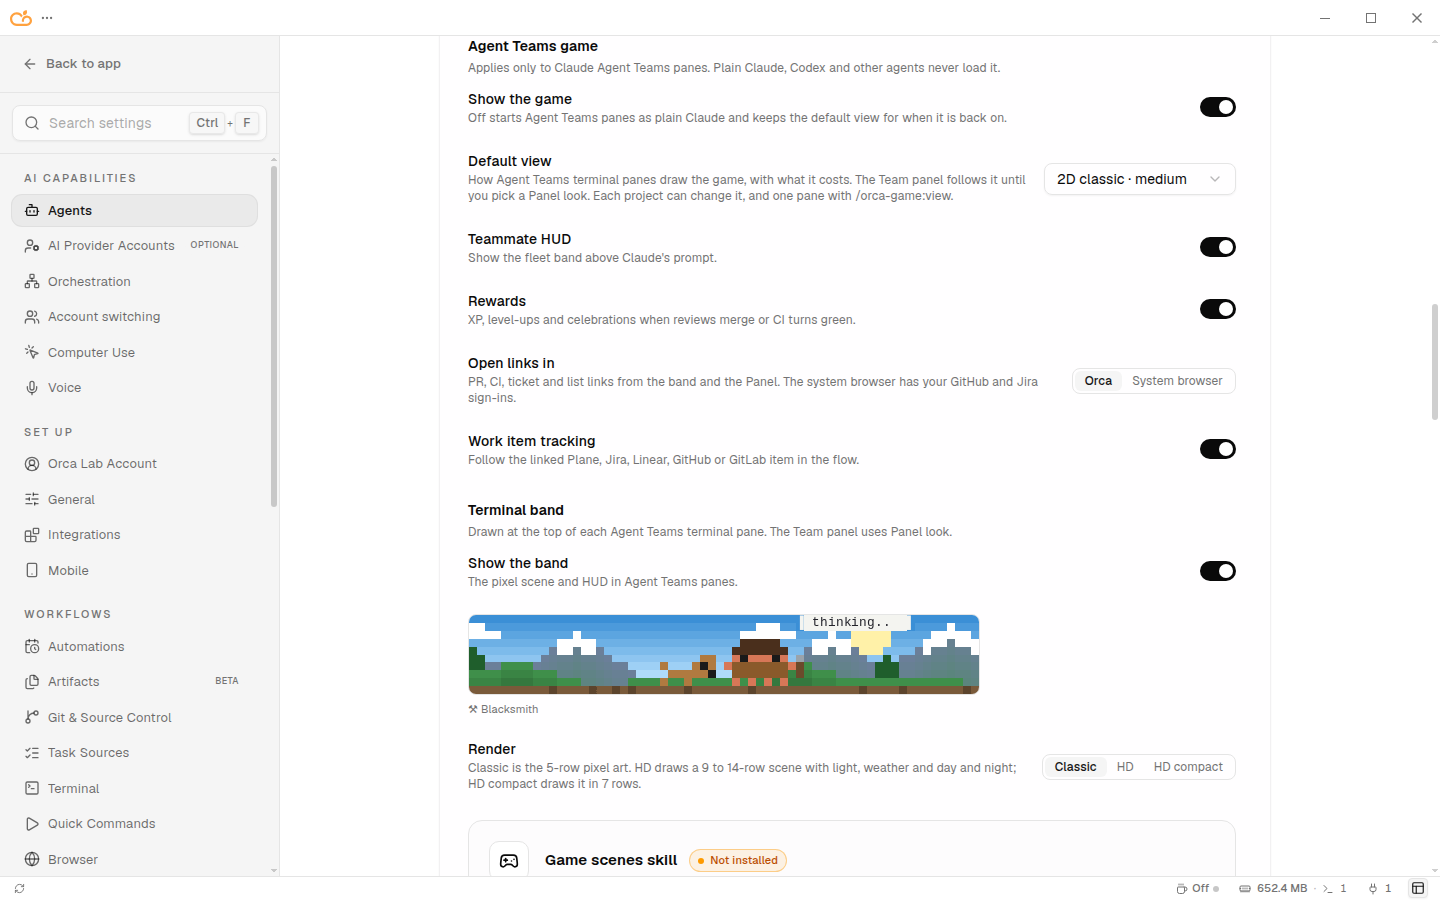 Back to app
Search settings
Ctrl + F
AI CAPABILITIES
Agents
AI Provider Accounts OPTIONAL
Orchestration
Account switching
Computer Use
Voice
SET UP
Orca Lab Account
General
Integrations
Mobile
WORKFLOWS
Automations
Artifacts BETA
Git & Source Control
Task Sources
Terminal
Quick Commands
Browser
Agent Teams game
Applies only to Claude Agent Teams panes. Plain Claude, Codex and other agents never load it.
Show the game
Off starts Agent Teams panes as plain Claude and keeps the default view for when it is back on.
Default view
How Agent Teams terminal panes draw the game, with what it costs. The Team panel follows it until
you pick a Panel look. Each project can change it, and one pane with /orca-game:view.
2D classic · medium
Teammate HUD
Show the fleet band above Claude's prompt.
Rewards
XP, level-ups and celebrations when reviews merge or CI turns green.
Open links in
PR, CI, ticket and list links from the band and the Panel. The system browser has your GitHub and Jira
sign-ins.
Orca System browser
Work item tracking
Follow the linked Plane, Jira, Linear, GitHub or GitLab item in the flow.
Terminal band
Drawn at the top of each Agent Teams terminal pane. The Team panel uses Panel look.
Show the band
The pixel scene and HUD in Agent Teams panes.
thinking..
⚒ Blacksmith
Render
Classic is the 5-row pixel art. HD draws a 9 to 14-row scene with light, weather and day and night;
HD compact draws it in 7 rows.
Classic HD HD compact
Game scenes skill Not installed
Off 652.4 MB · 1 1